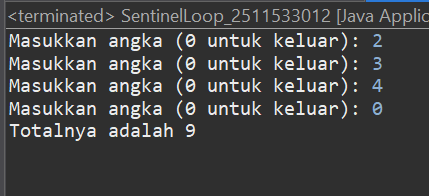 <terminated> SentinelLoop_2511533012 [Java Applic
Masukkan angka (0 untuk keluar): 2
Masukkan angka (0 untuk keluar): 3
Masukkan angka (0 untuk keluar): 4
Masukkan angka (0 untuk keluar): 0
Totalnya adalah 9